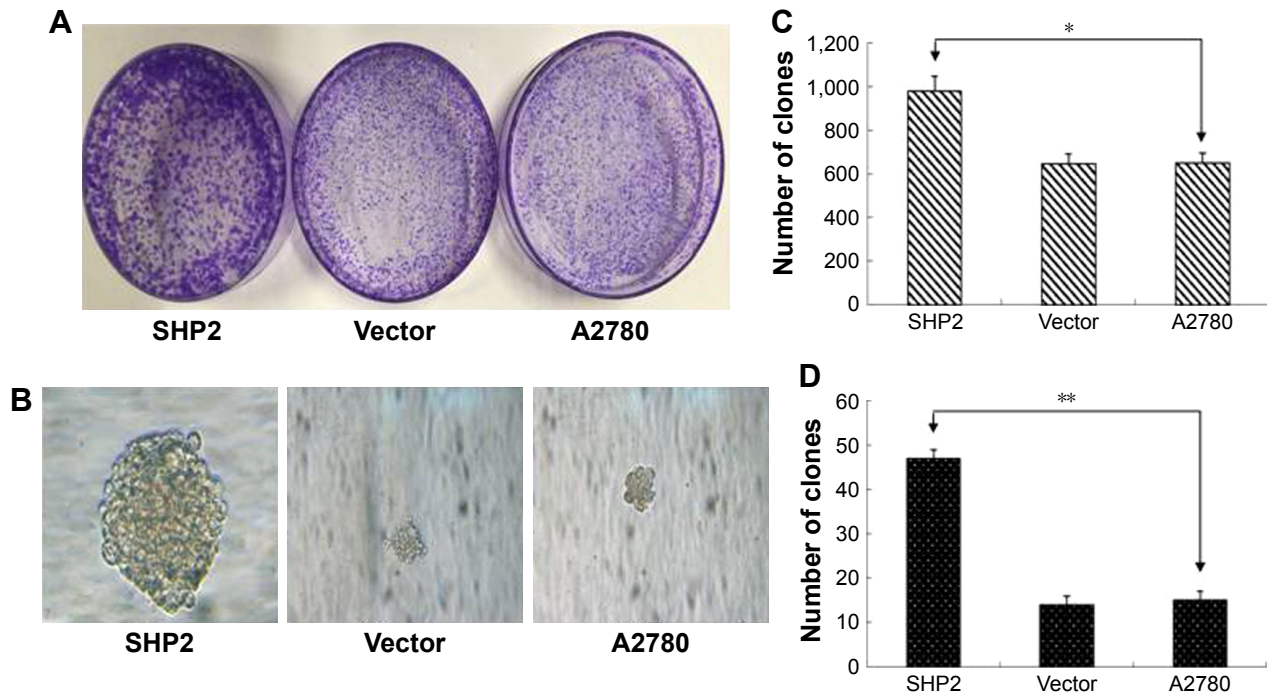 A
SHP2
Vector
A2780
B
SHP2
Vector
A2780
C
Number of clones
1,200
1,000
800
600
400
200
0
*
SHP2
Vector
A2780
D
Number of clones
60
50
40
30
20
10
0
**
SHP2
Vector
A2780